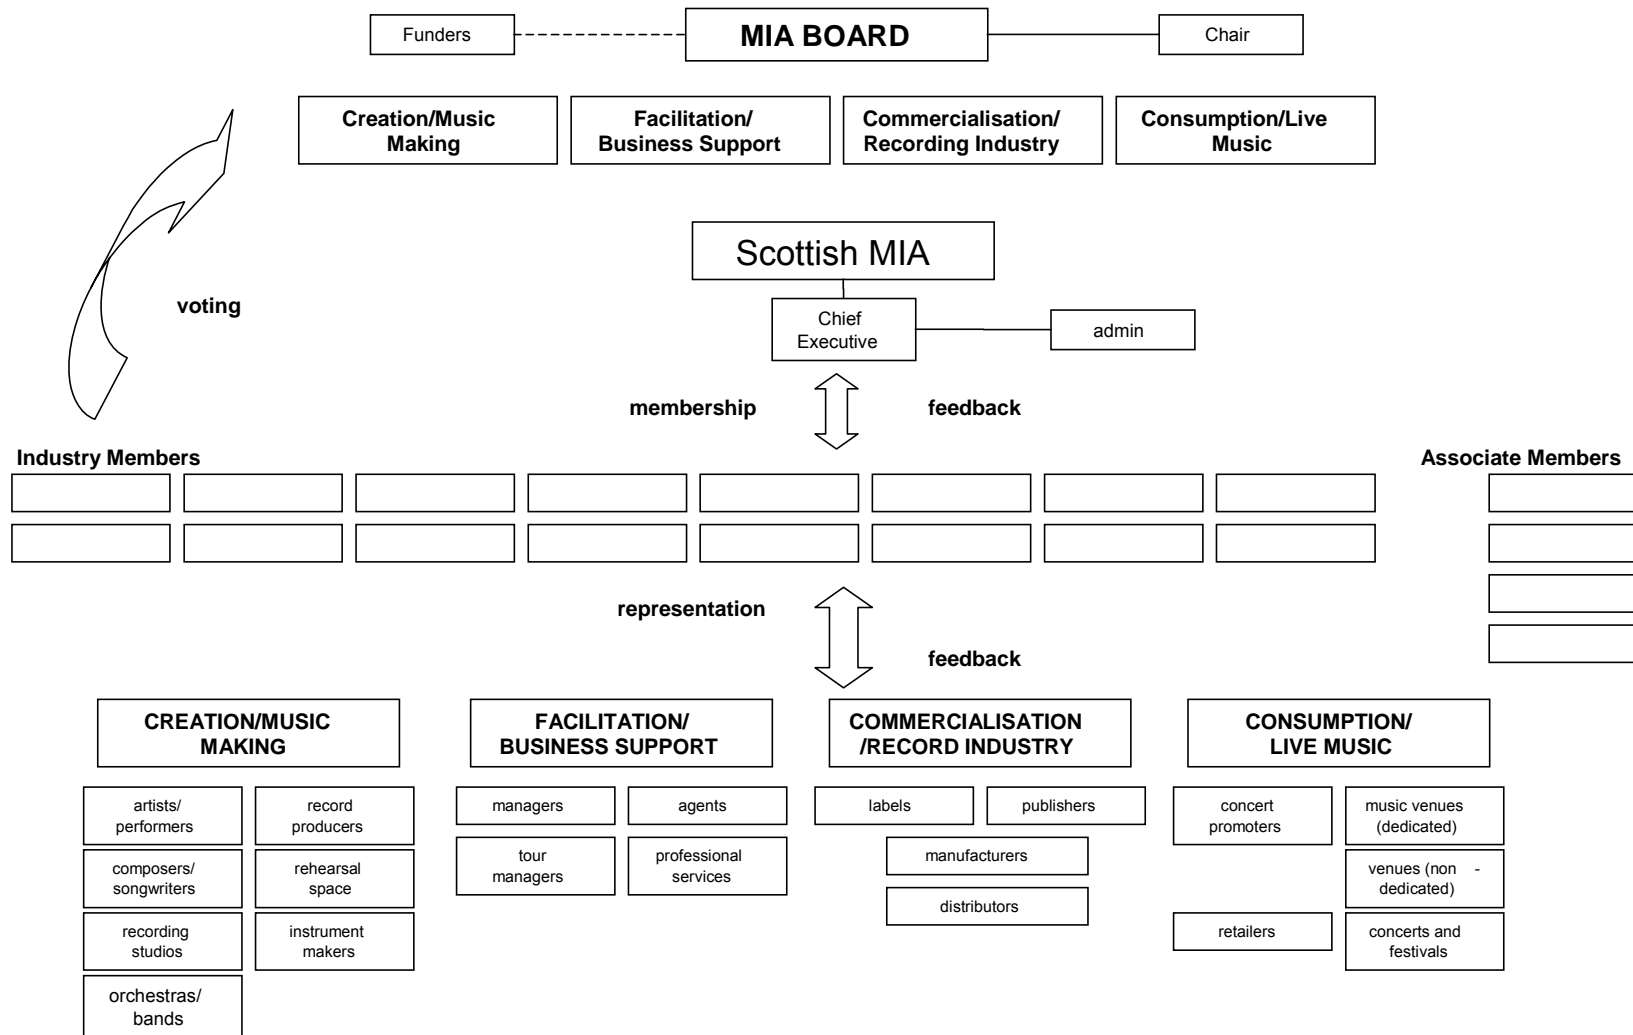 Funders
MIA BOARD
Chair
Creation/Music
Making
Facilitation/
Business Support
Commercialisation/
Recording Industry
Consumption/Live
Music
Scottish MIA
voting
Chief
Executive
admin
membership
feedback
Industry Members
Associate Members
representation
feedback
CREATION/MUSIC
MAKING
FACILITATION/
BUSINESS SUPPORT
COMMERCIALISATION
/RECORD INDUSTRY
CONSUMPTION/
LIVE MUSIC
artists/
performers
record
producers
composers/
songwriters
rehearsal
space
recording
studios
instrument
makers
orchestras/
bands
managers
agents
tour
managers
professional
services
labels
publishers
manufacturers
distributors
concert
promoters
music venues
(dedicated)
venues (non -
dedicated)
retailers
concerts and
festivals